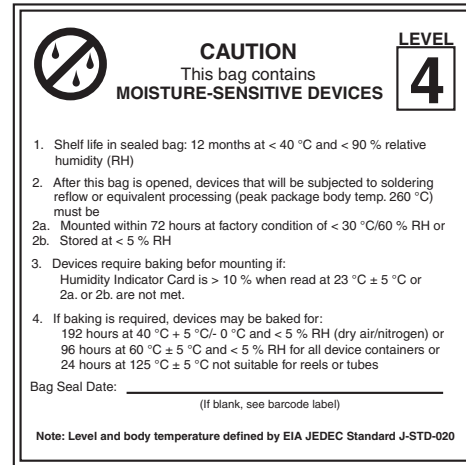 CAUTION
This bag contains
MOISTURE-SENSITIVE DEVICES
LEVEL
4
1. Shelf life in sealed bag: 12 months at < 40 °C and < 90 % relative
humidity (RH)
2. After this bag is opened, devices that will be subjected to soldering
reflow or equivalent processing (peak package body temp. 260 °C)
must be
2a. Mounted within 72 hours at factory condition of < 30 °C/60 % RH or
2b. Stored at < 5 % RH
3. Devices require baking befor mounting if:
Humidity Indicator Card is > 10 % when read at 23 °C ± 5 °C or
2a. or 2b. are not met.
4. If baking is required, devices may be baked for:
192 hours at 40 °C + 5 °C/- 0 °C and < 5 % RH (dry air/nitrogen) or
96 hours at 60 °C ± 5 °C and < 5 % RH for all device containers or
24 hours at 125 °C ± 5 °C not suitable for reels or tubes
Bag Seal Date:
(If blank, see barcode label)
Note: Level and body temperature defined by EIA JEDEC Standard J-STD-020